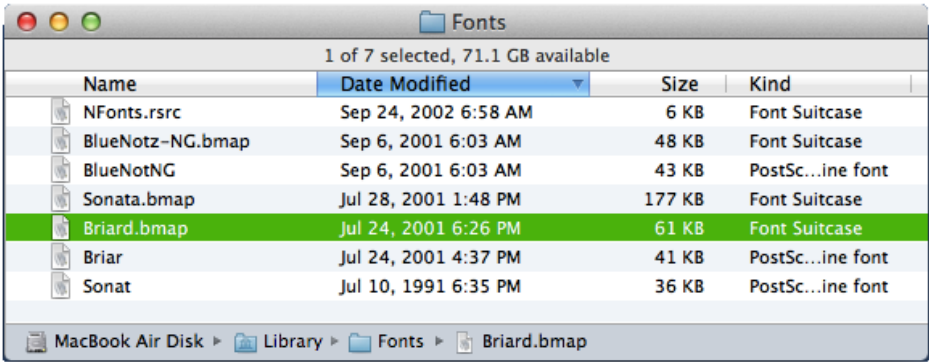 Fonts
1 of 7 selected, 71.1 GB available
Name Date Modified Size Kind
NFonts.rsrc Sep 24, 2002 6:58 AM 6 KB Font Suitcase
BlueNotz-NG.bmap Sep 6, 2001 6:03 AM 48 KB Font Suitcase
BlueNotNG Sep 6, 2001 6:03 AM 43 KB PostSc...ine font
Sonata.bmap Jul 28, 2001 1:48 PM 177 KB Font Suitcase
Briard.bmap Jul 24, 2001 6:26 PM 61 KB Font Suitcase
Briar Jul 24, 2001 4:37 PM 41 KB PostSc...ine font
Sonat Jul 10, 1991 6:35 PM 36 KB PostSc...ine font
MacBook Air Disk ▸ Library ▸ Fonts ▸ Briard.bmap